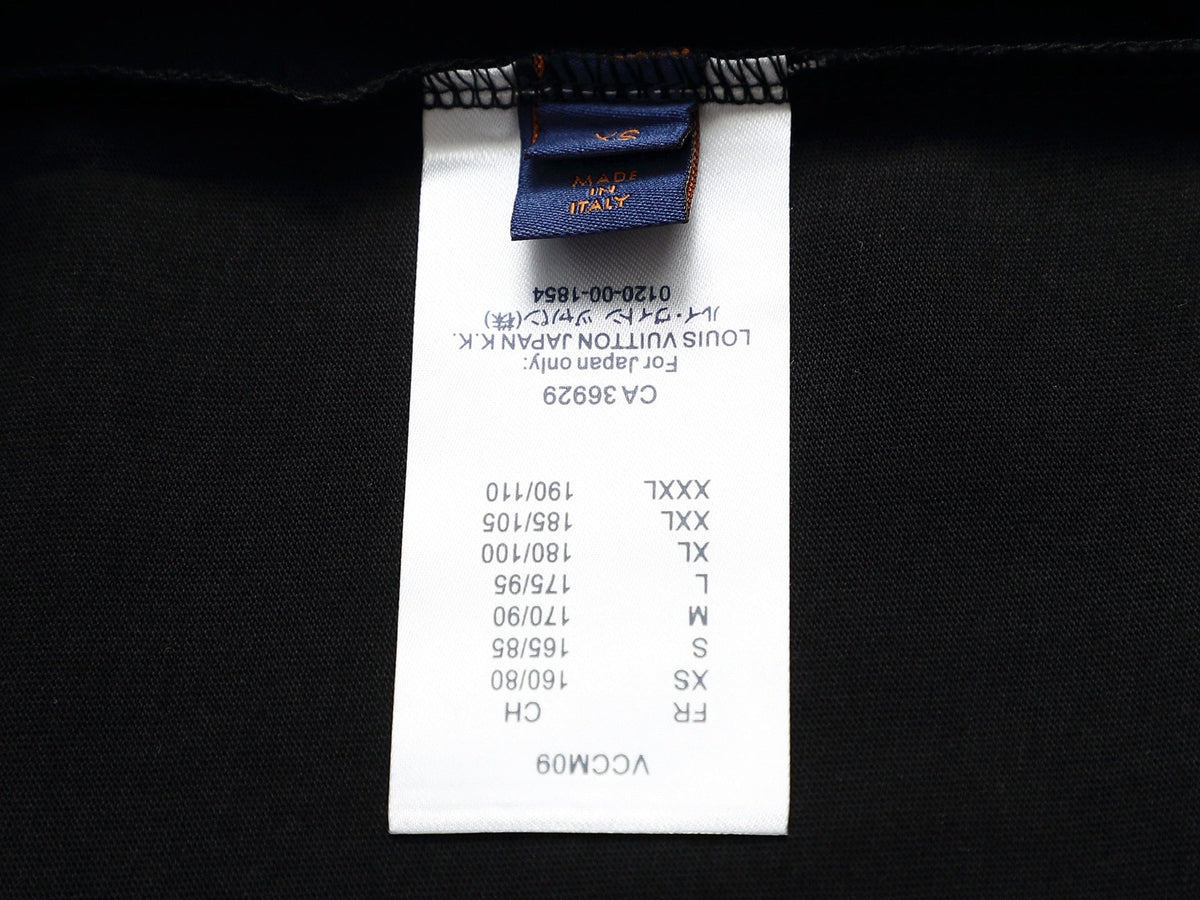 XS
MADE
IN
ITALY
VCCM09
FR CH
XS 160/80
S 165/85
M 170/90
L 175/95
XL 180/100
XXL 185/105
XXXL 190/110
CA 36929
For Japan only:
LOUIS VUITTON JAPAN K.K.
ルイ・ヴィトン ジャパン(株)
0120-00-1854